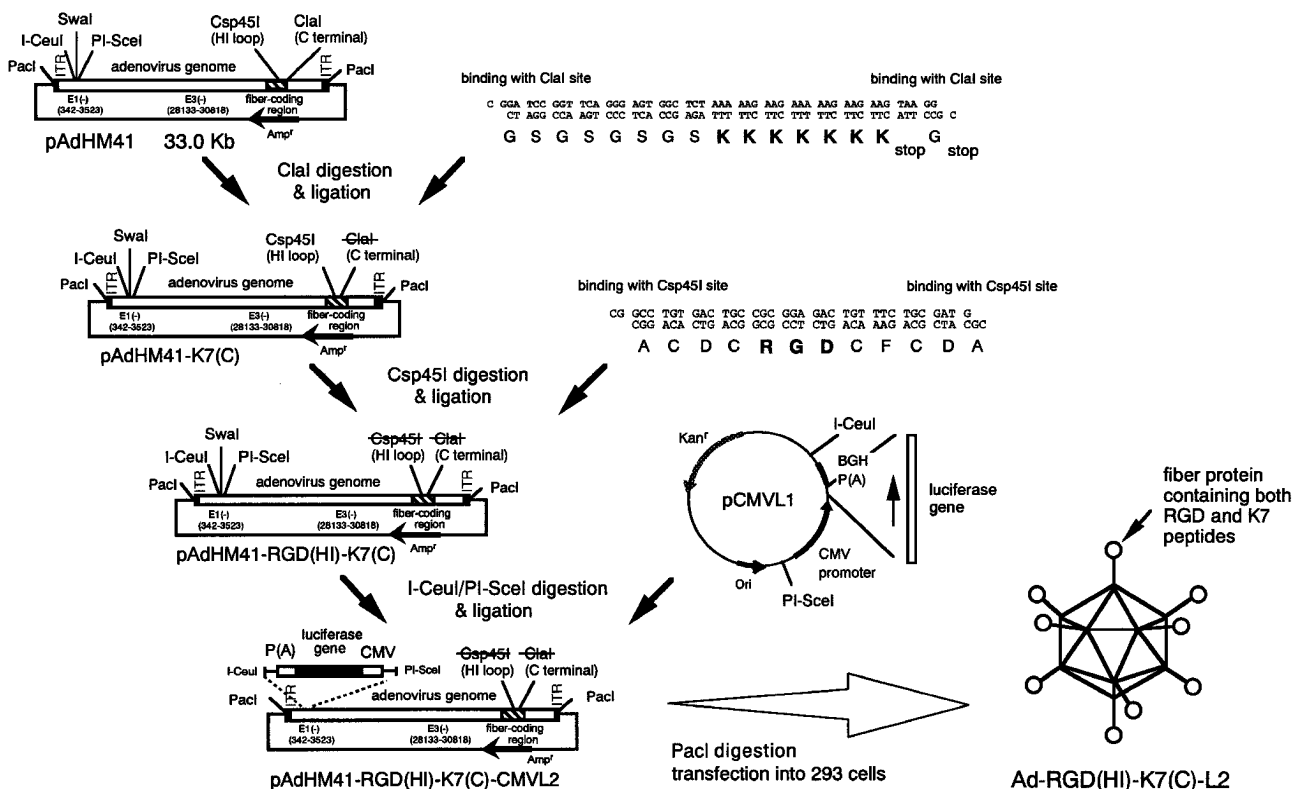 SwaI
I-CeuI
PI-SceI
PacI
ITR
adenovirus genome
Csp45I
(HI loop)
ClaI
(C terminal)
ITR
PacI
E1(-)
(342-3523)
E3(-)
(28133-30818)
fiber-coding
region
Ampr
pAdHM41 33.0 Kb
binding with ClaI site
binding with ClaI site
C GGA TCC GGT TCA GGG AGT GGC TCT AAA AAG AAG AAA AAG AAG AAG TAA GG
CT AGG CCA AGT CCC TCA CCG AGA TTT TTC TTC TTT TTC TTC TTC ATT CC GC
G S G S G S G S K K K K K K K stop G stop
ClaI digestion
& ligation
SwaI
I-CeuI
PI-SceI
PacI
ITR
adenovirus genome
Csp45I
(HI loop)
ClaI
(C terminal)
ITR
PacI
E1(-)
(342-3523)
E3(-)
(28133-30818)
fiber-coding
region
Ampr
pAdHM41-K7(C)
binding with Csp45I site
binding with Csp45I site
CG GCC TGT GAC TGC CGC GGA GAC TGT TTC TGC GAT G
CGG ACA CTG ACG GCG CCT CTG ACA AAG ACG CTA CGC
A C D C R G D C F C D A
Csp45I digestion
& ligation
SwaI
I-CeuI
PI-SceI
PacI
ITR
adenovirus genome
Csp45I
(HI loop)
ClaI
(C terminal)
ITR
PacI
E1(-)
(342-3523)
E3(-)
(28133-30818)
fiber-coding
region
Ampr
pAdHM41-RGD(HI)-K7(C)
Kanr
I-CeuI
BGH
P(A)
pCMVL1
luciferase
gene
CMV
promoter
Ori
PI-SceI
I-CeuI/PI-SceI digestion
& ligation
fiber protein
containing both
RGD and K7
peptides
P(A)
luciferase
gene
CMV
I-CeuI
PI-SceI
Csp45I
(HI loop)
ClaI
(C terminal)
PacI
ITR
adenovirus genome
ITR
PacI
E1(-)
(342-3523)
E3(-)
(28133-30818)
fiber-coding
region
Ampr
pAdHM41-RGD(HI)-K7(C)-CMVL2
PacI digestion
transfection into 293 cells
Ad-RGD(HI)-K7(C)-L2